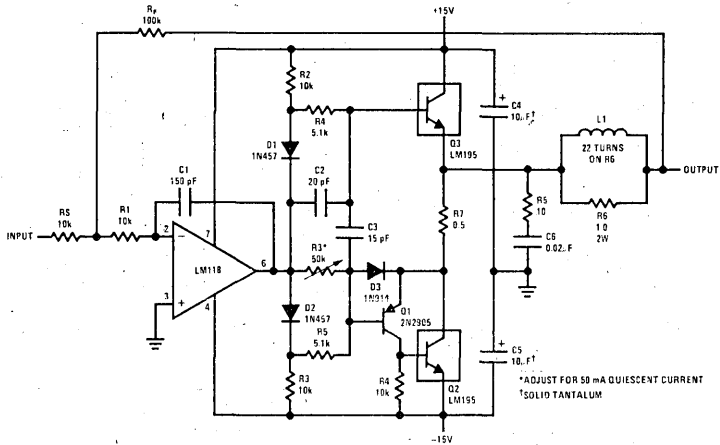 +15V
RF
100k
R2
10k
R4
5.1k
Q3
LM195
C4
10µF†
L1
22 TURNS
ON R6
D1
1N457
C1
150 pF
C2
20 pF
C3
15 pF
R7
0.5
R5
10
R6
1 0
2W
OUTPUT
RS
10k
R1
10k
INPUT
2
7
LM118
6
3
4
R3*
50k
C6
0.02µF
D3
1N914
D2
1N457
Q1
2N2905
R5
5.1k
R3
10k
R4
10k
Q2
LM195
C5
10µF†
*ADJUST FOR 50 mA QUIESCENT CURRENT
†SOLID TANTALUM
−15V